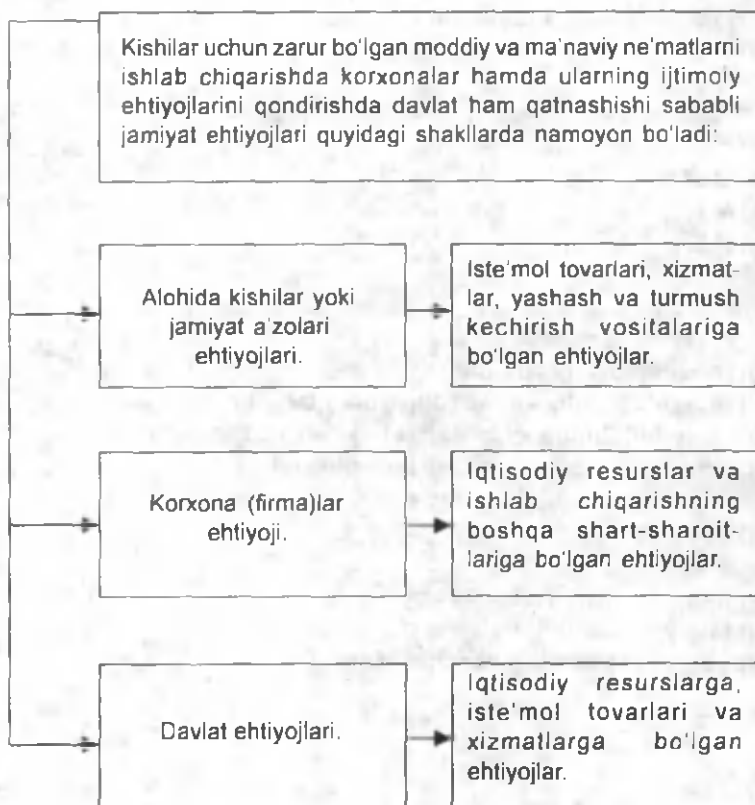 Kishilar uchun zarur bo'lgan moddiy va ma'naviy ne'matlarni
ishlab chiqarishda korxonalar hamda ularning ijtimoiy
ehtiyojlarini qondirishda davlat ham qatnashishi sababli
jamiyat ehtiyojlari quyidagi shakllarda namoyon bo'ladi:
Alohida kishilar yoki
jamiyat a'zolari
ehtiyojlari.
Iste'mol tovarlari, xizmat-
lar, yashash va turmush
kechirish vositalariga
bo'lgan ehtiyojlar.
Korxona (firma)lar
ehtiyoji.
Iqtisodiy resurslar va
ishlab chiqarishning
boshqa shart-sharoit-
lariga bo'lgan ehtiyojlar.
Davlat ehtiyojlari.
Iqtisodiy resurslarga,
iste'mol tovarlari va
xizmatlarga bo'lgan
ehtiyojlar.